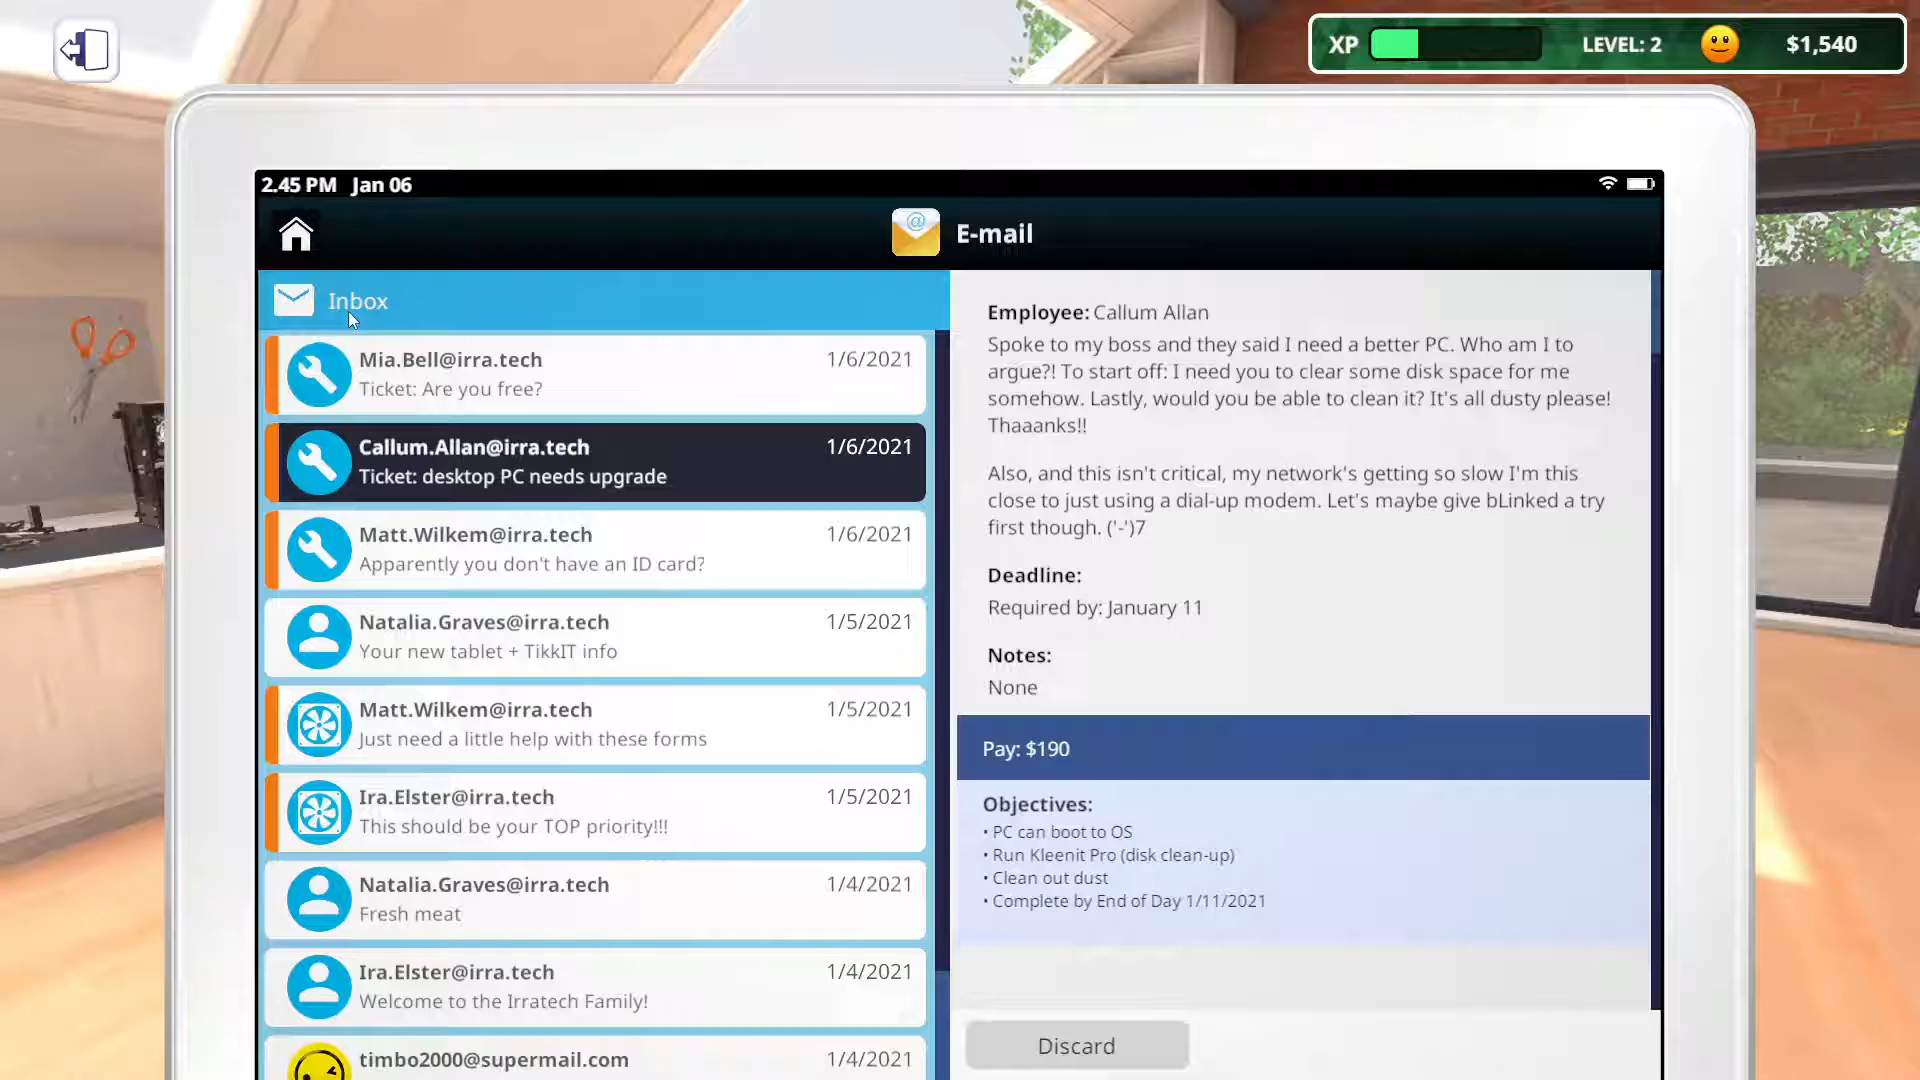 XP
LEVEL: 2
$1,540
2.45 PM Jan 06
E-mail
Inbox
Mia.Bell@irra.tech 1/6/2021
Ticket: Are you free?
Callum.Allan@irra.tech 1/6/2021
Ticket: desktop PC needs upgrade
Matt.Wilkem@irra.tech 1/6/2021
Apparently you don't have an ID card?
Natalia.Graves@irra.tech 1/5/2021
Your new tablet + TikkIT info
Matt.Wilkem@irra.tech 1/5/2021
Just need a little help with these forms
Ira.Elster@irra.tech 1/5/2021
This should be your TOP priority!!!
Natalia.Graves@irra.tech 1/4/2021
Fresh meat
Ira.Elster@irra.tech 1/4/2021
Welcome to the Irratech Family!
timbo2000@supermail.com 1/4/2021
Employee: Callum Allan
Spoke to my boss and they said I need a better PC. Who am I to
argue?! To start off: I need you to clear some disk space for me
somehow. Lastly, would you be able to clean it? It's all dusty please!
Thaaanks!!
Also, and this isn't critical, my network's getting so slow I'm this
close to just using a dial-up modem. Let's maybe give bLinked a try
first though. ('-')7
Deadline:
Required by: January 11
Notes:
None
Pay: $190
Objectives:
• PC can boot to OS
• Run Kleenit Pro (disk clean-up)
• Clean out dust
• Complete by End of Day 1/11/2021
Discard